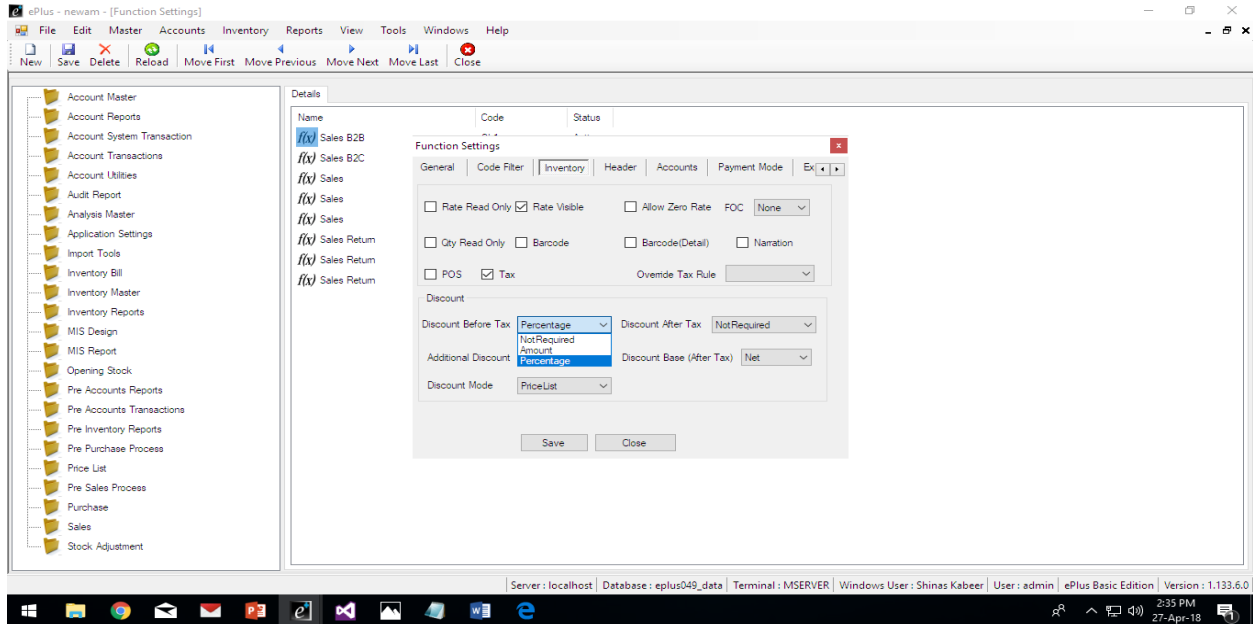 ePlus - newam - [Function Settings]
File Edit Master Accounts Inventory Reports View Tools Windows Help
New Save Delete Reload Move First Move Previous Move Next Move Last Close
Account Master
Account Reports
Account System Transaction
Account Transactions
Account Utilities
Audit Report
Analysis Master
Application Settings
Import Tools
Inventory Bill
Inventory Master
Inventory Reports
MIS Design
MIS Report
Opening Stock
Pre Accounts Reports
Pre Accounts Transactions
Pre Inventory Reports
Pre Purchase Process
Price List
Pre Sales Process
Purchase
Sales
Stock Adjustment
Details
Name Code Status
f(x) Sales B2B
f(x) Sales B2C
f(x) Sales
f(x) Sales
f(x) Sales
f(x) Sales Return
f(x) Sales Return
f(x) Sales Return
Function Settings
General Code Filter Inventory Header Accounts Payment Mode Ex
Rate Read Only Rate Visible Allow Zero Rate FOC None
Qty Read Only Barcode Barcode(Detail) Narration
POS Tax Override Tax Rule
Discount
Discount Before Tax Percentage Discount After Tax NotRequired
NotRequired
Amount
Percentage
Additional Discount Discount Base (After Tax) Net
Discount Mode PriceList
Save Close
Server : localhost Database : eplus049_data Terminal : MSERVER Windows User : Shinas Kabeer User : admin ePlus Basic Edition Version : 1.133.6.0
2:35 PM
27-Apr-18